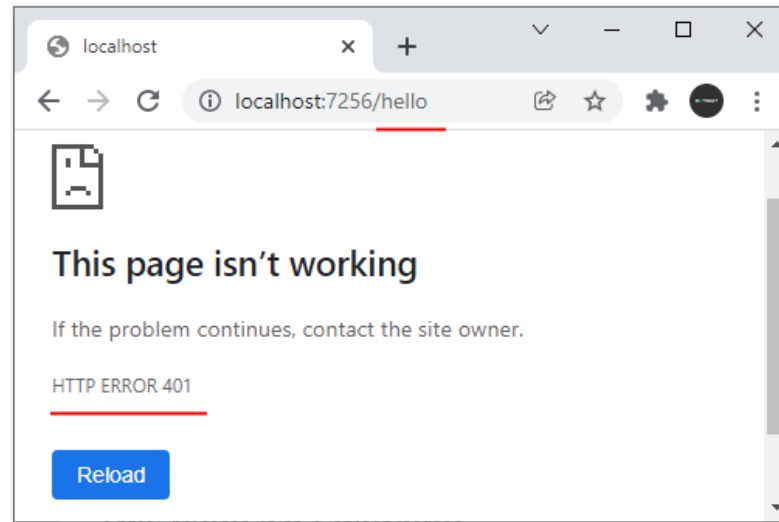 localhost
localhost:7256/hello
This page isn’t working
If the problem continues, contact the site owner.
HTTP ERROR 401
Reload